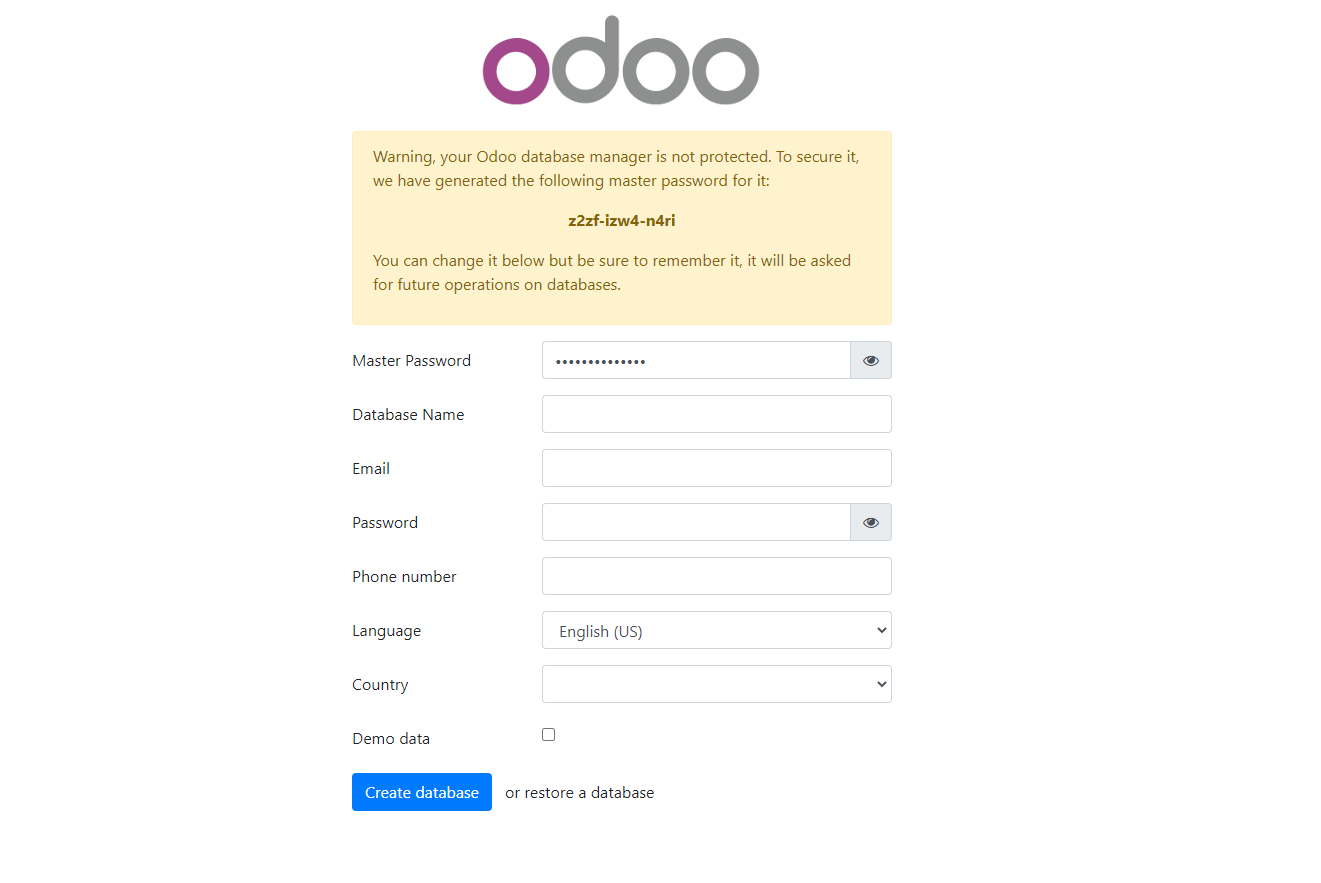 odoo
Warning, your Odoo database manager is not protected. To secure it,
we have generated the following master password for it:
z2zf-izw4-n4ri
You can change it below but be sure to remember it, it will be asked
for future operations on databases.
Master Password ••••••••••••••
Database Name
Email
Password
Phone number
Language English (US)
Country
Demo data
Create database or restore a database